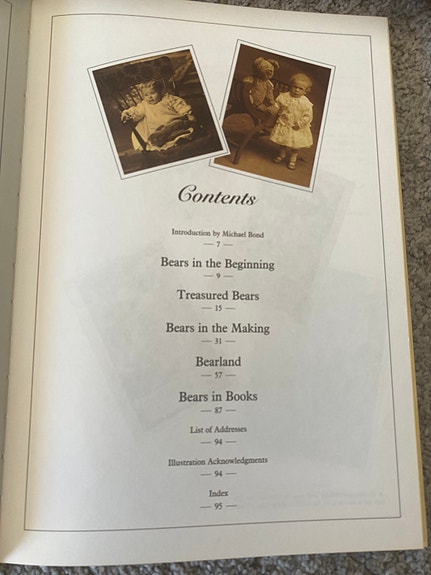 Contents
Introduction by Michael Bond
— 7 —
Bears in the Beginning
— 9 —
Treasured Bears
— 15 —
Bears in the Making
— 31 —
Bearland
— 57 —
Bears in Books
— 87 —
List of Addresses
— 94 —
Illustration Acknowledgments
— 94 —
Index
— 95 —